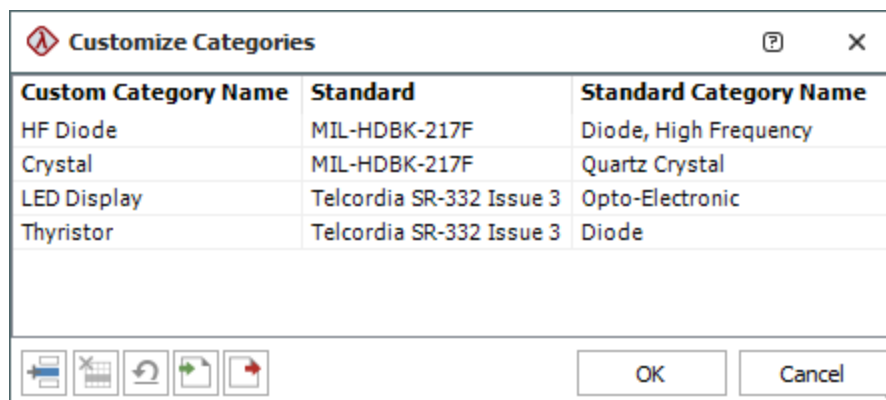 Customize Categories
Custom Category Name Standard Standard Category Name
HF Diode MIL-HDBK-217F Diode, High Frequency
Crystal MIL-HDBK-217F Quartz Crystal
LED Display Telcordia SR-332 Issue 3 Opto-Electronic
Thyristor Telcordia SR-332 Issue 3 Diode
OK Cancel